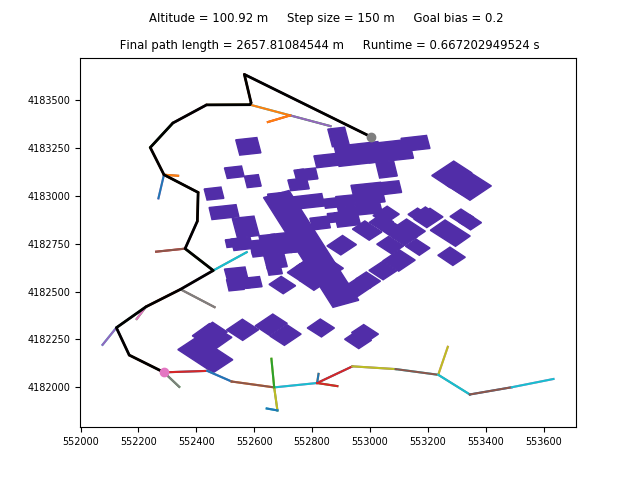 Altitude = 100.92 m Step size = 150 m Goal bias = 0.2
Final path length = 2657.81084544 m Runtime = 0.667202949524 s
4183500
4183250
4183000
4182750
4182500
4182250
4182000
552000 552200 552400 552600 552800 553000 553200 553400 553600